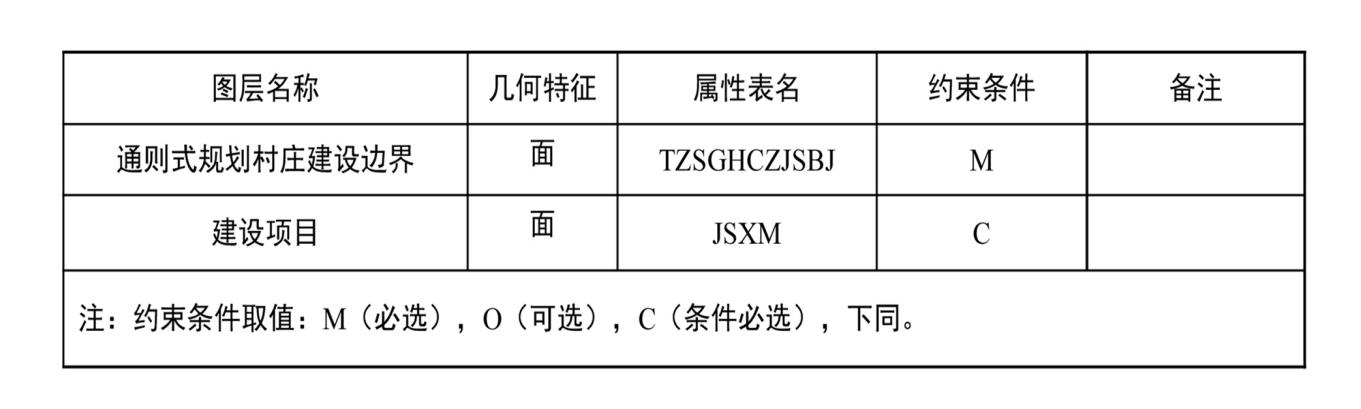 图层名称 几何特征 属性表名 约束条件 备注
通则式规划村庄建设边界 面 TZSGHCZJSBJ M
建设项目 面 JSXM C
注：约束条件取值：M（必选），O（可选），C（条件必选），下同。